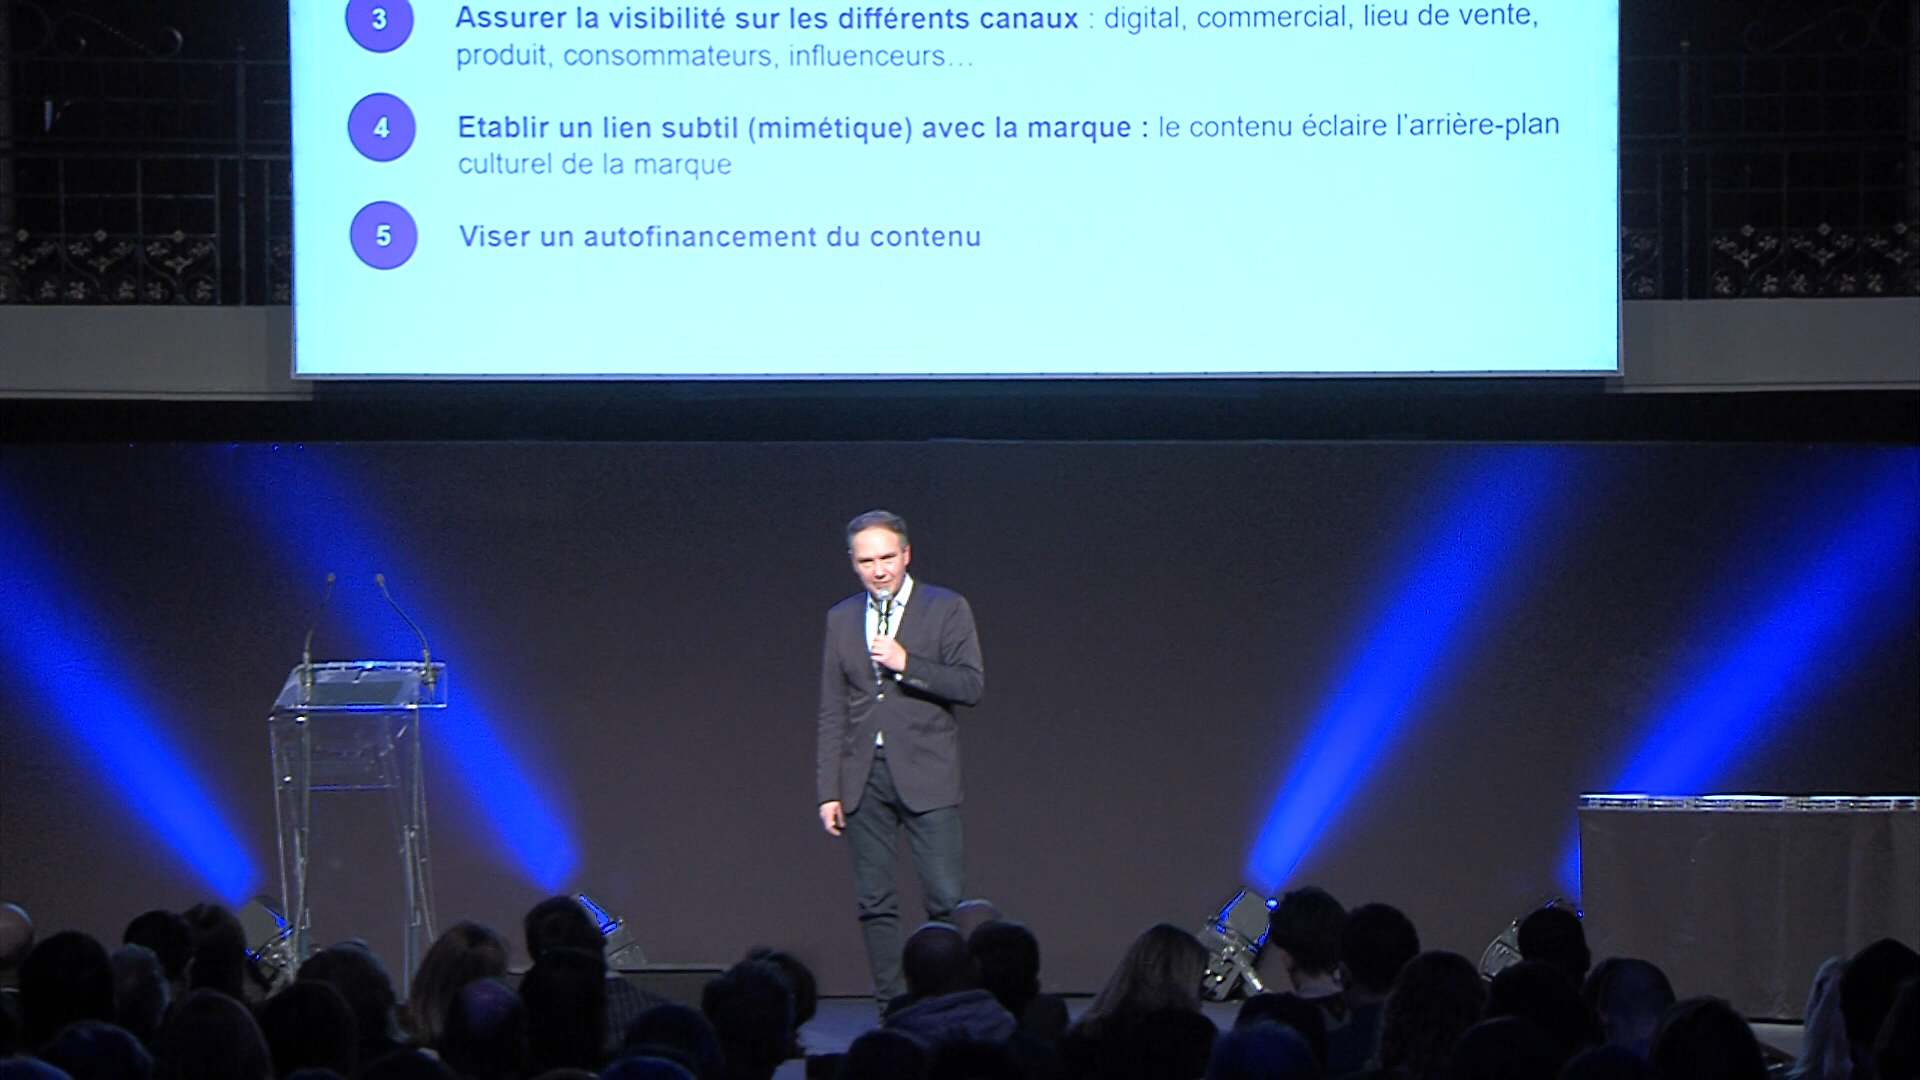 3 Assurer la visibilité sur les différents canaux : digital, commercial, lieu de vente,
produit, consommateurs, influenceurs…
4 Etablir un lien subtil (mimétique) avec la marque : le contenu éclaire l’arrière-plan
culturel de la marque
5 Viser un autofinancement du contenu